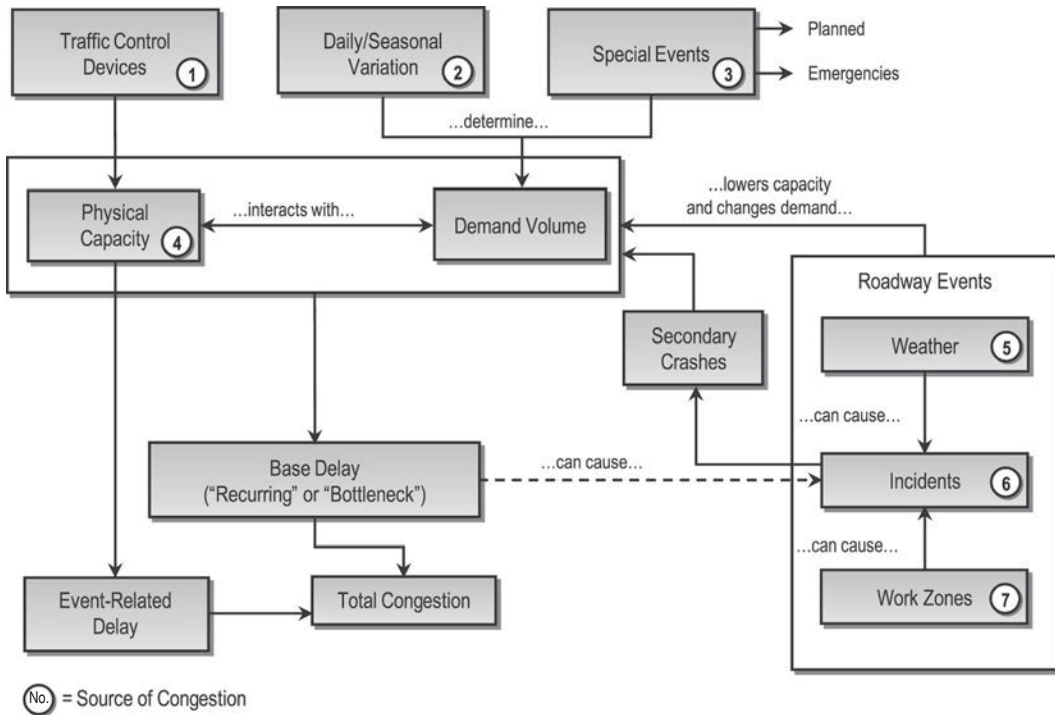 Traffic Control
Devices
1
Daily/Seasonal
Variation
2
Special Events
3
Planned
Emergencies
…determine…
Physical
Capacity
4
…interacts with…
Demand Volume
…lowers capacity
and changes demand…
Roadway Events
Weather
5
Secondary
Crashes
…can cause…
Base Delay
(“Recurring” or “Bottleneck”)
…can cause…
Incidents
6
…can cause…
Event-Related
Delay
Total Congestion
Work Zones
7
No. = Source of Congestion